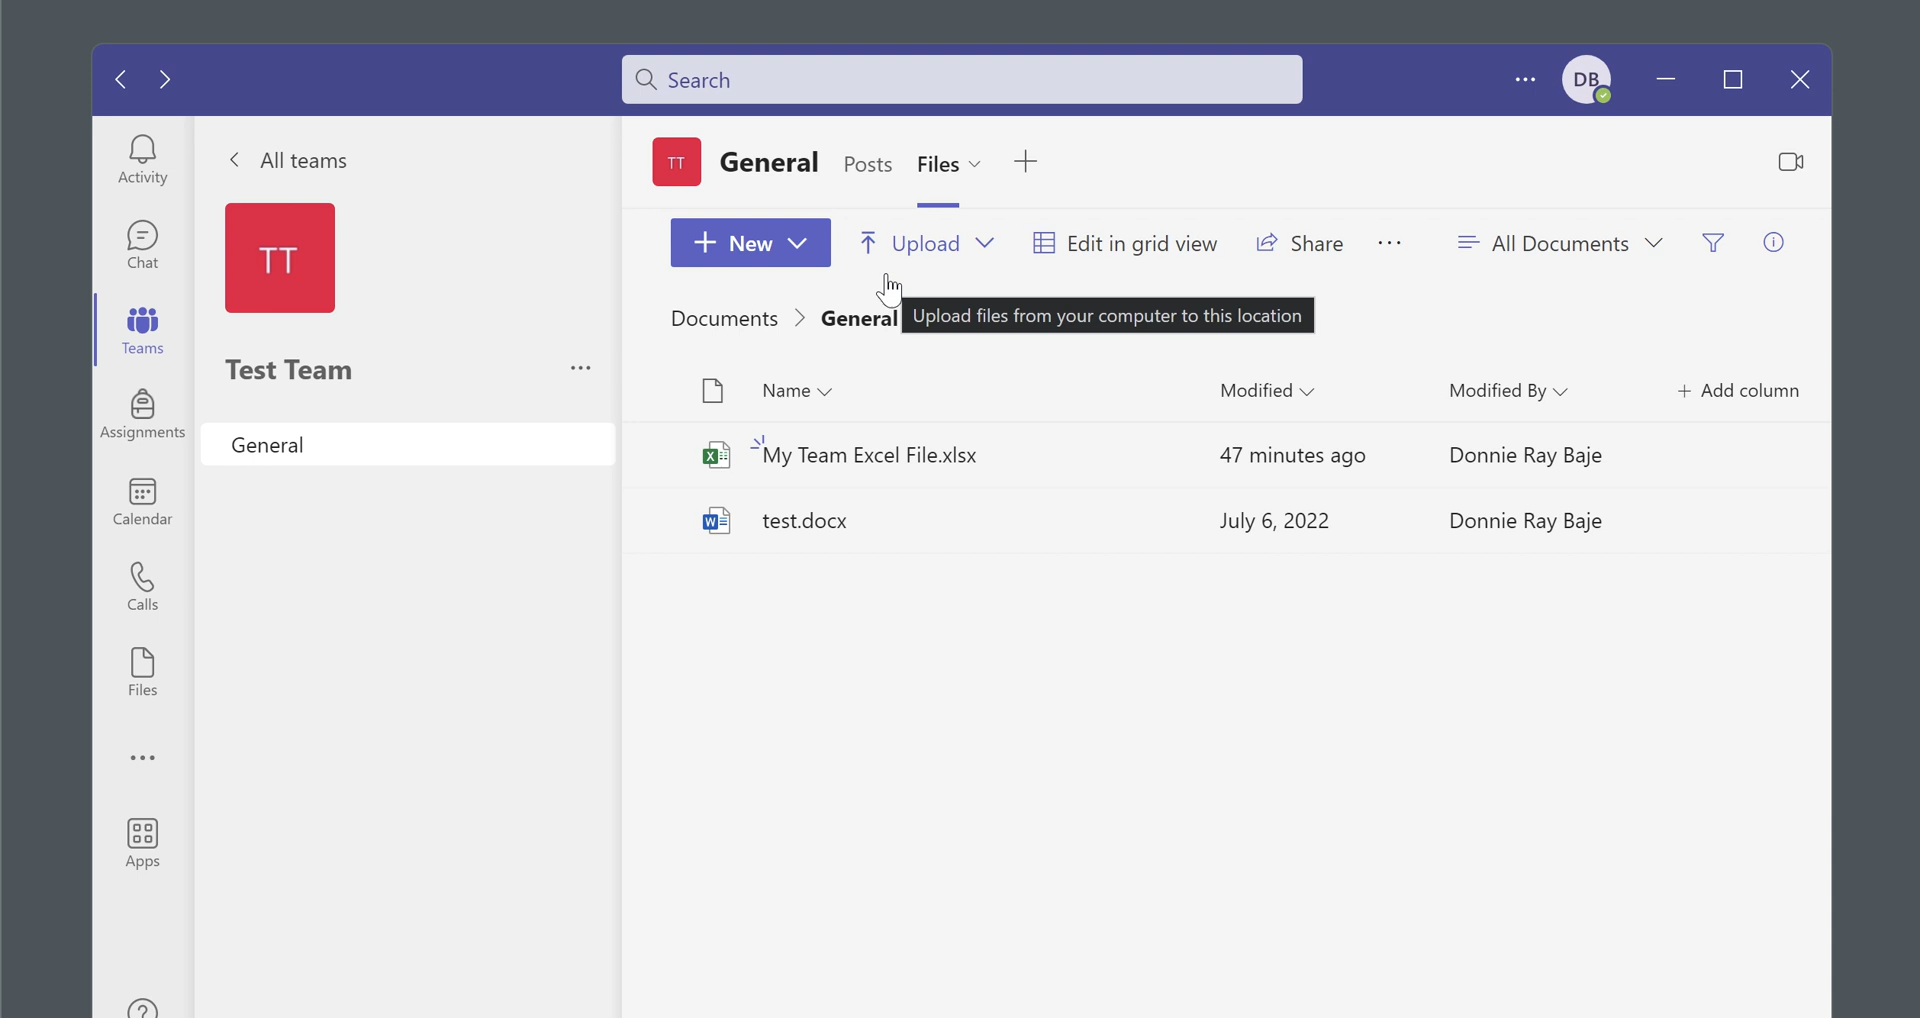 Search
DB
Activity
Chat
Teams
Assignments
Calendar
Calls
Files
Apps
All teams
TT
Test Team
General
TT General Posts Files
New Upload Edit in grid view Share All Documents
Documents > General
Upload files from your computer to this location
Name Modified Modified By + Add column
My Team Excel File.xlsx 47 minutes ago Donnie Ray Baje
test.docx July 6, 2022 Donnie Ray Baje